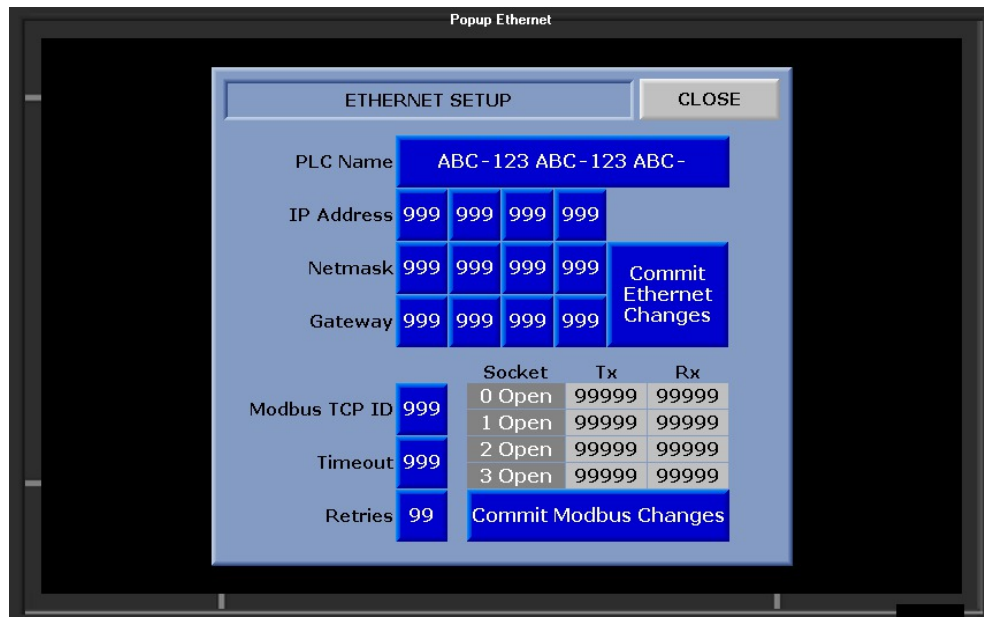 Popup Ethernet
ETHERNET SETUP CLOSE
PLC Name ABC-123 ABC-123 ABC-
IP Address 999 999 999 999
Netmask 999 999 999 999
Gateway 999 999 999 999
Commit
Ethernet
Changes
Socket Tx Rx
0 Open 99999 99999
1 Open 99999 99999
2 Open 99999 99999
3 Open 99999 99999
Modbus TCP ID 999
Timeout 999
Retries 99
Commit Modbus Changes